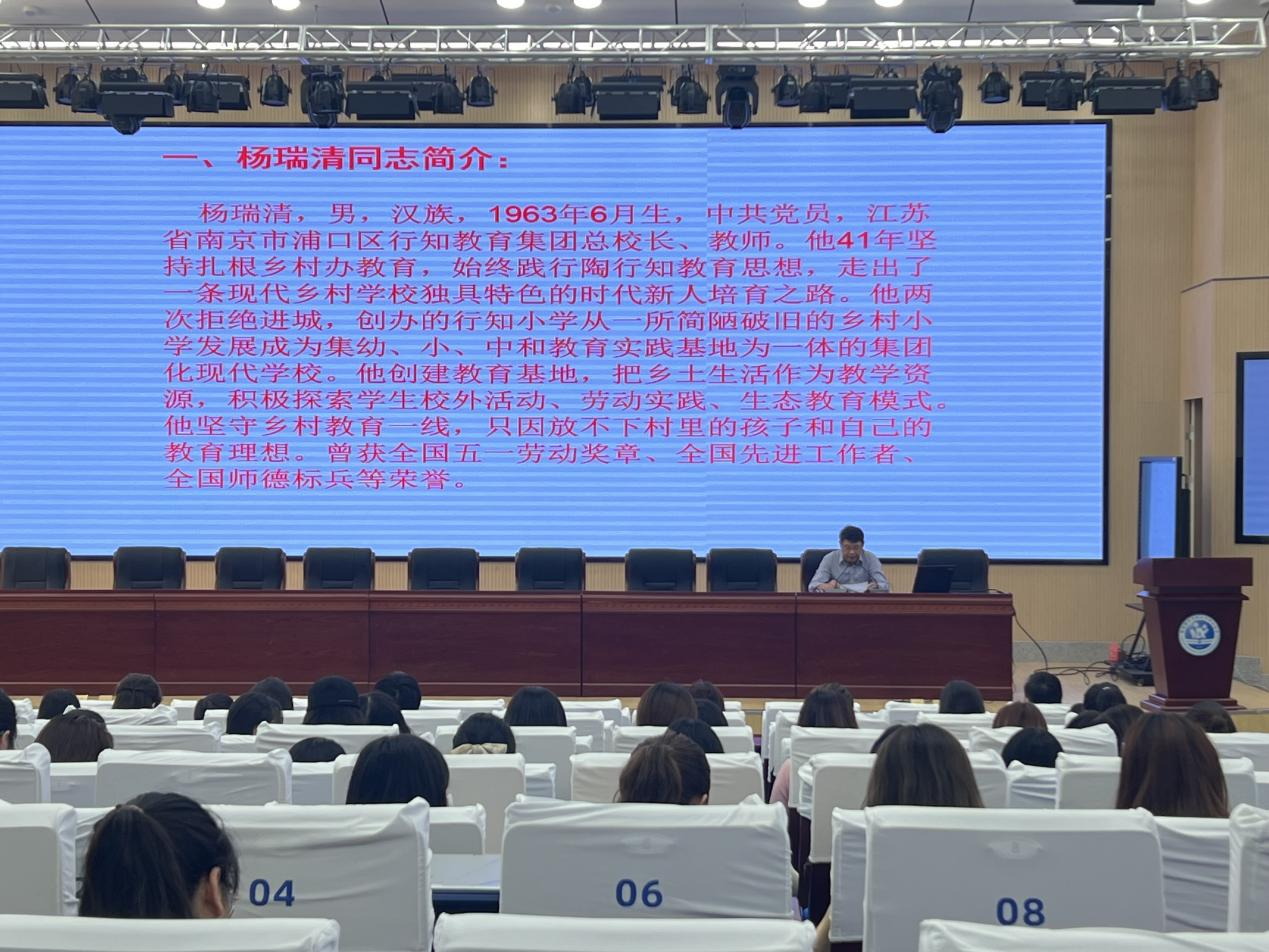 一、杨瑞清同志简介：
杨瑞清，男，汉族，1963年6月生，中共党员，江苏
省南京市浦口区行知教育集团总校长、教师。他41年坚
持扎根乡村办教育，始终践行陶行知教育思想，走出了
一条现代乡村学校独具特色的时代新人培育之路。他两
次拒绝进城，创办的行知小学从一所简陋破旧的乡村小
学发展成为集幼、小、中和教育实践基地为一体的集团
化现代学校。他创建教育基地，把乡土生活作为教学资
源，积极探索学生校外活动、劳动实践、生态教育模式。
他坚守乡村教育一线，只因放不下村里的孩子和自己的
教育理想。曾获全国五一劳动奖章、全国先进工作者、
全国师德标兵等荣誉。
04
06
08